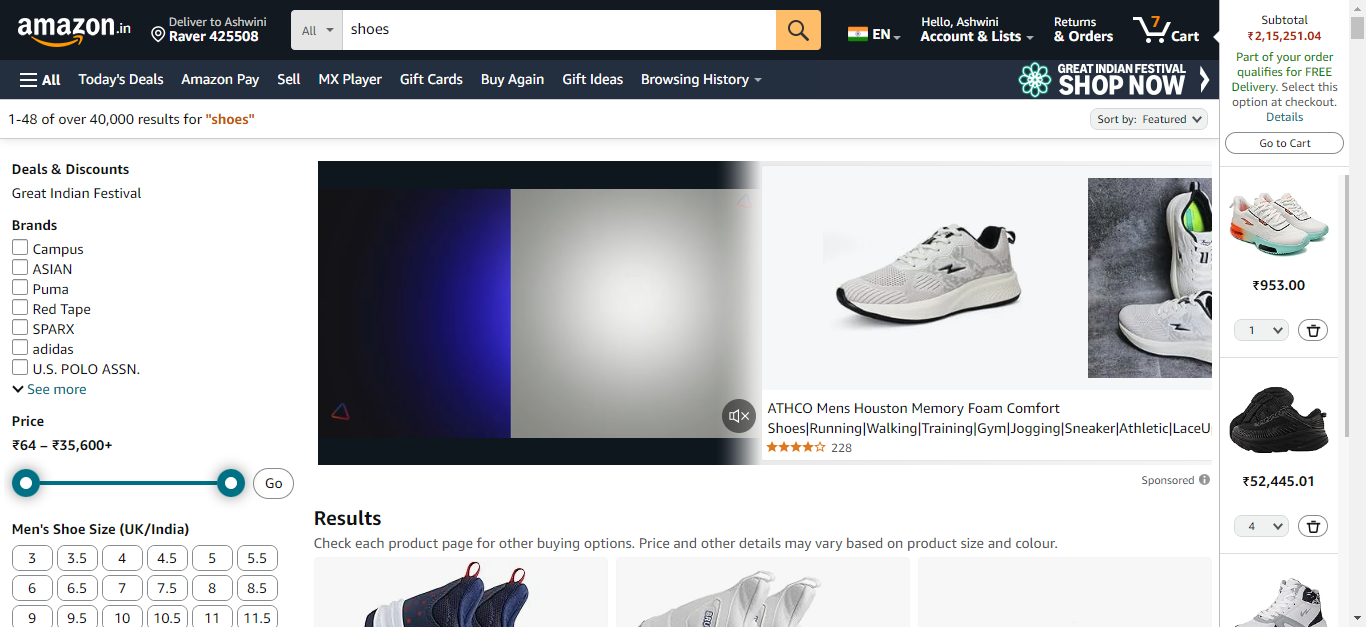 amazon.in
Deliver to Ashwini
Raver 425508
All
shoes
EN
Hello, Ashwini
Account & Lists
Returns
& Orders
7
Cart
All
Today's Deals
Amazon Pay
Sell
MX Player
Gift Cards
Buy Again
Gift Ideas
Browsing History
GREAT INDIAN FESTIVAL
SHOP NOW
Subtotal
₹2,15,251.04
Part of your order
qualifies for FREE
Delivery. Select this
option at checkout.
Details
Go to Cart
1-48 of over 40,000 results for "shoes"
Sort by: Featured
Deals & Discounts
Great Indian Festival
Brands
Campus
ASIAN
Puma
Red Tape
SPARX
adidas
U.S. POLO ASSN.
See more
Price
₹64 – ₹35,600+
Go
Men's Shoe Size (UK/India)
3 3.5 4 4.5 5 5.5
6 6.5 7 7.5 8 8.5
9 9.5 10 10.5 11 11.5
ATHCO Mens Houston Memory Foam Comfort
Shoes|Running|Walking|Training|Gym|Jogging|Sneaker|Athletic|LaceU
228
Sponsored
Results
Check each product page for other buying options. Price and other details may vary based on product size and colour.
₹953.00
1
₹52,445.01
4